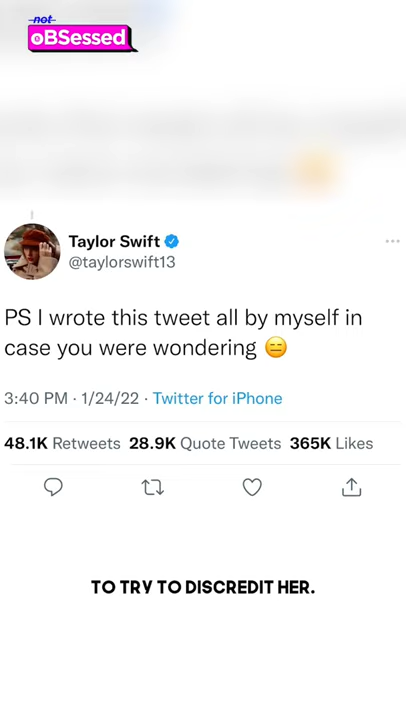 not
oBSessed
Taylor Swift
@taylorswift13
PS I wrote this tweet all by myself in
case you were wondering 😑
3:40 PM · 1/24/22 · Twitter for iPhone
48.1K Retweets 28.9K Quote Tweets 365K Likes
TO TRY TO DISCREDIT HER.